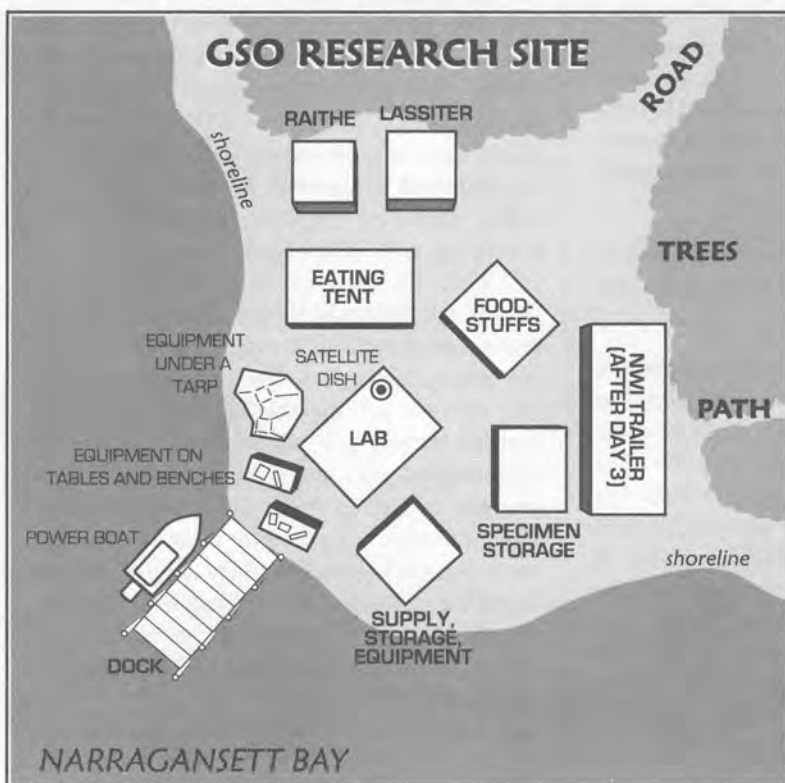 GSO RESEARCH SITE
ROAD
RAITHE
LASSITER
shoreline
TREES
EATING
TENT
FOOD-
STUFFS
EQUIPMENT
UNDER A
TARP
SATELLITE
DISH
NWI TRAILER
(AFTER DAY 3)
PATH
LAB
EQUIPMENT ON
TABLES AND BENCHES
SPECIMEN
STORAGE
POWER BOAT
shoreline
SUPPLY,
STORAGE,
EQUIPMENT
DOCK
NARRAGANSETT BAY